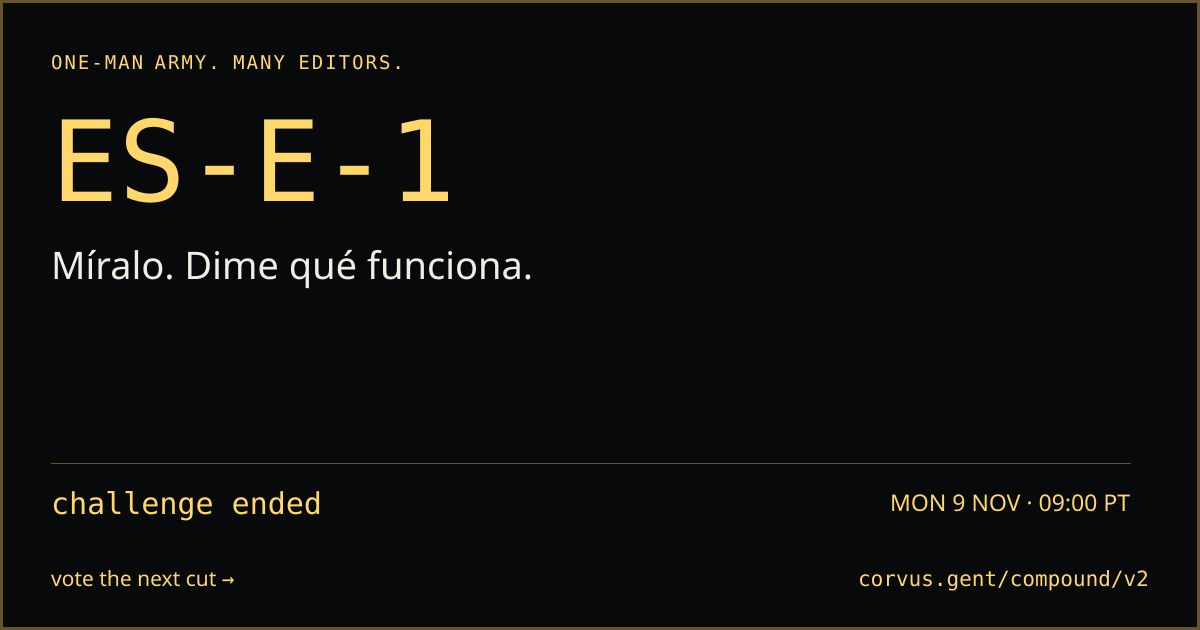 ONE-MAN ARMY. MANY EDITORS.
ES-E-1
Míralo. Dime qué funciona.
challenge ended
MON 9 NOV · 09:00 PT
vote the next cut →
corvus.gent/compound/v2